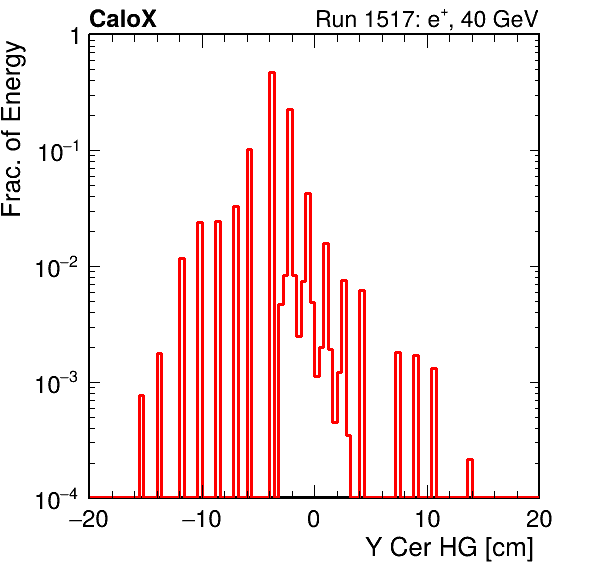 CaloX Run 1517: e⁺, 40 GeV
Frac. of Energy
1
10⁻¹
10⁻²
10⁻³
10⁻⁴
−20 −10 0 10 20
Y Cer HG [cm]